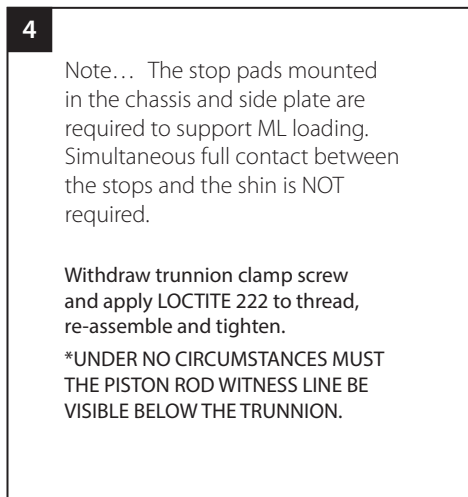 4
Note… The stop pads mounted
in the chassis and side plate are
required to support ML loading.
Simultaneous full contact between
the stops and the shin is NOT
required.
Withdraw trunnion clamp screw
and apply LOCTITE 222 to thread,
re-assemble and tighten.
*UNDER NO CIRCUMSTANCES MUST
THE PISTON ROD WITNESS LINE BE
VISIBLE BELOW THE TRUNNION.